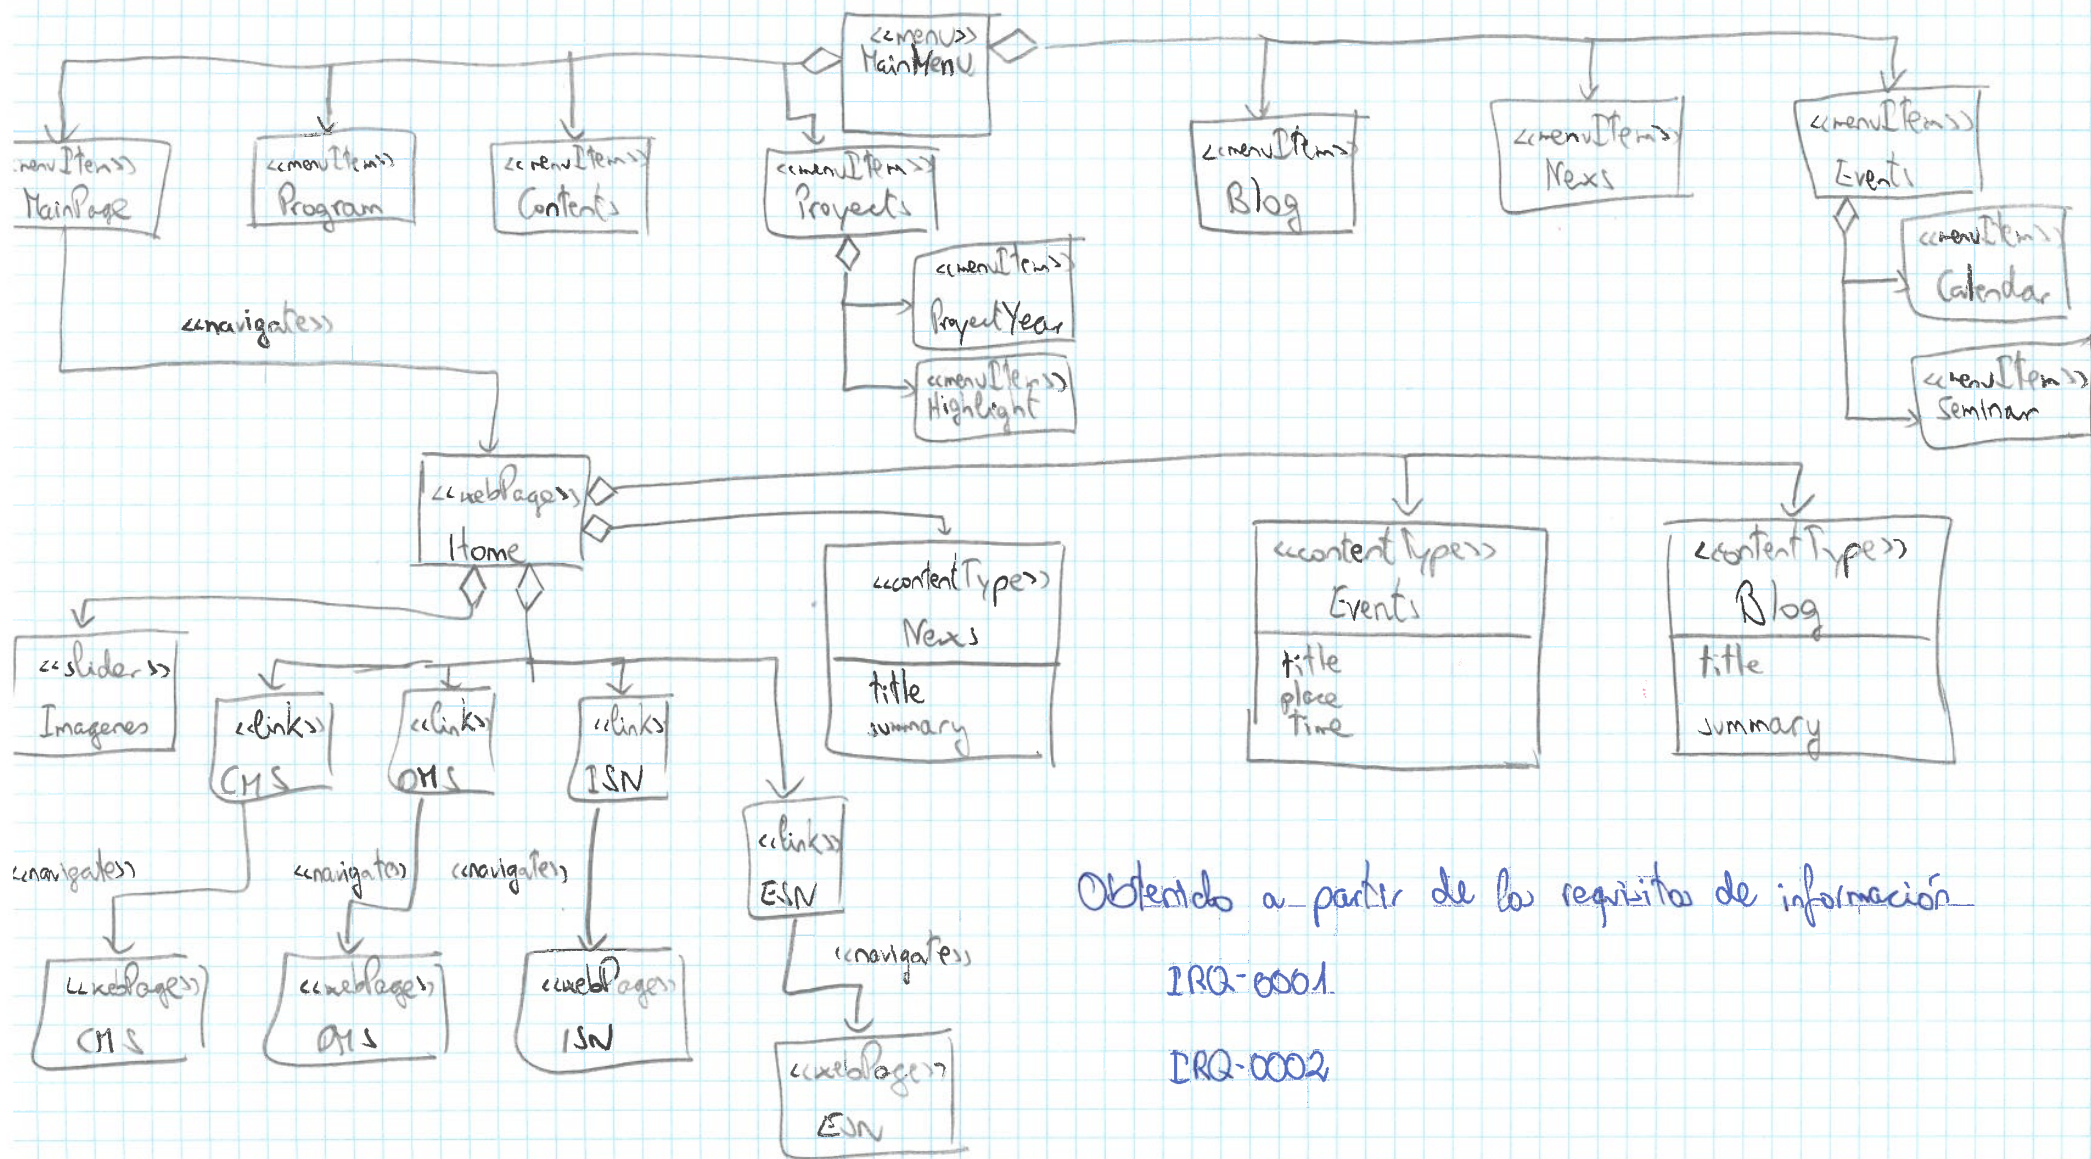 <<menu>>
MainMenu
menuItem>>
MainPage
<<menuItem>>
Program
<<menuItem>>
Contents
<<menuItem>>
Proyects
<<menuItem>>
Blog
<<menuItem>>
News
<<menuItem>>
Events
<<menuItem>>
ProyectYear
<<menuItem>>
Highlight
<<menuItem>>
Calendar
<<menuItem>>
Seminar
<<navigates>>
<<webPage>>
Home
<<contentType>>
News
title
summary
<<contentType>>
Events
title
place
time
<<contentType>>
Blog
title
summary
<<sliders>>
Imagenes
<<link>>
CMS
<<link>>
OMS
<<link>>
ISN
<<link>>
ESN
<<navigates>>
<<navigates>>
<<navigates>>
<<navigates>>
<<webPage>>
CMS
<<webPage>>
OMS
<<webPage>>
ISN
<<webPage>>
ESN
Obtenido a partir de los requisitos de información
IRQ-0001
IRQ-0002